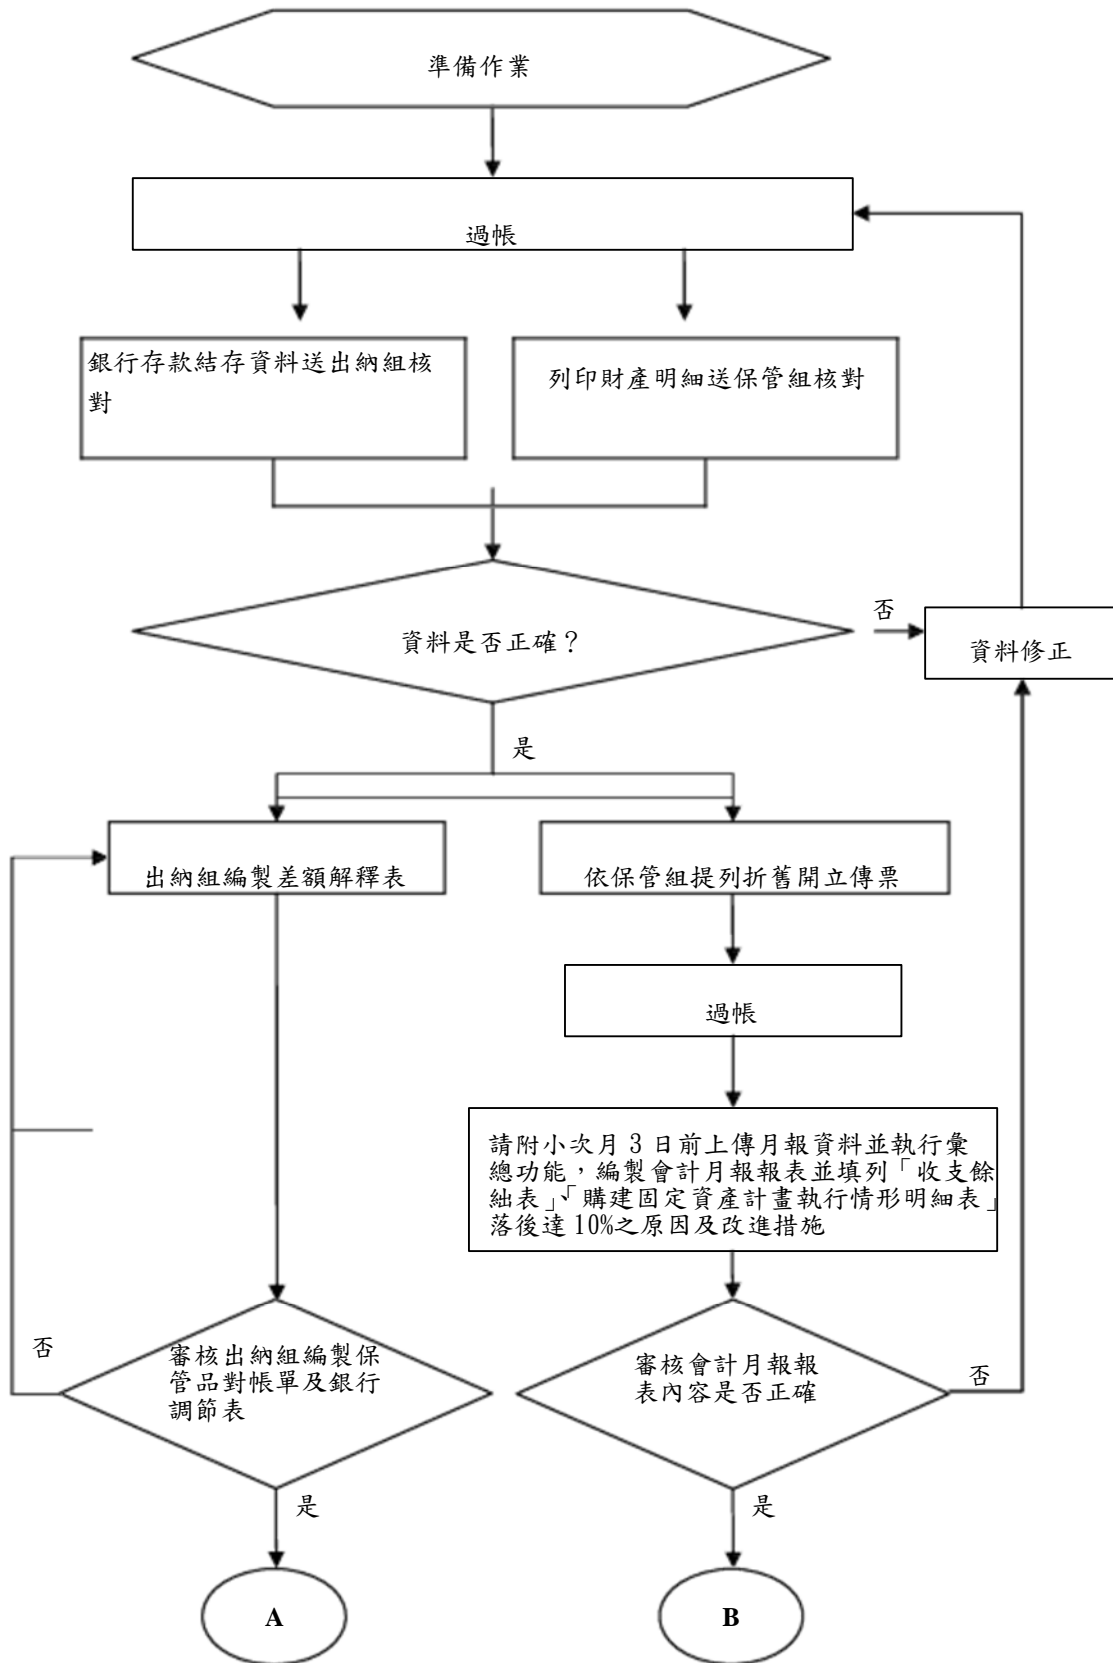 準備作業
過帳
銀行存款結存資料送出納組核
對
列印財產明細送保管組核對
資料是否正確？
否
資料修正
是
出納組編製差額解釋表
依保管組提列折舊開立傳票
過帳
請附小次月 3 日前上傳月報資料並執行彙
總功能，編製會計月報報表並填列「收支餘
絀表」、「購建固定資產計畫執行情形明細表」
落後達 10%之原因及改進措施
否
審核出納組編製保
管品對帳單及銀行
調節表
審核會計月報報
表內容是否正確
否
是
是
A
B